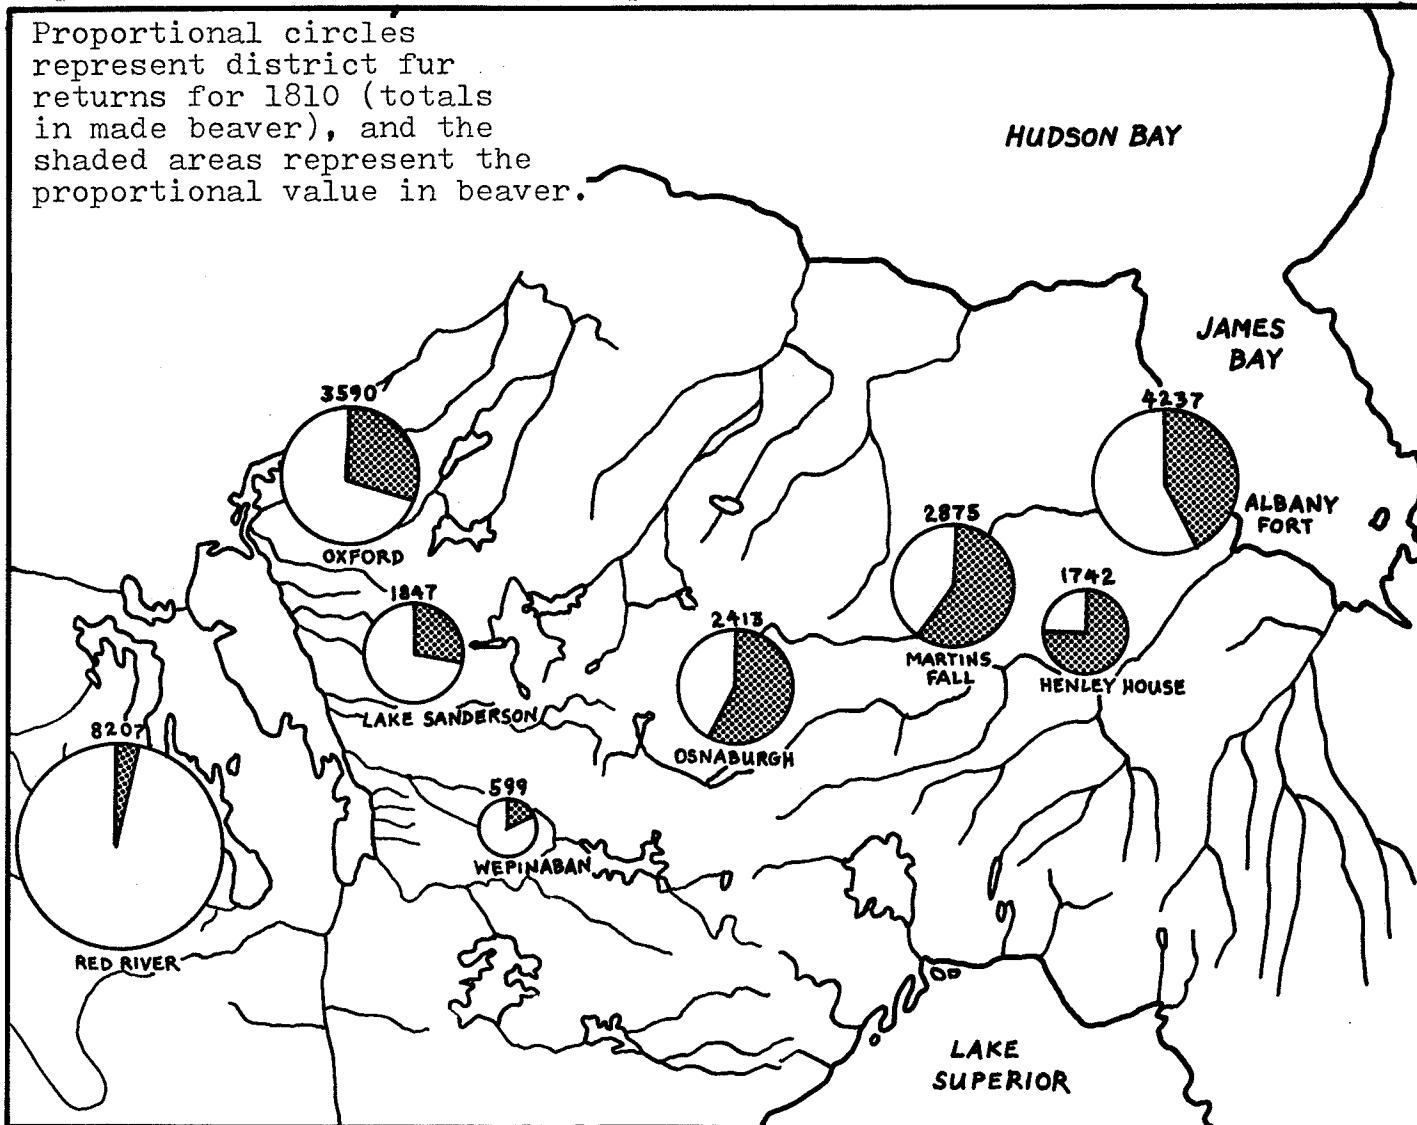 Proportional circles
represent district fur
returns for 1810 (totals
in made beaver), and the
shaded areas represent the
proportional value in beaver.
HUDSON BAY
JAMES
BAY
3590
OXFORD
4237
ALBANY
FORT
2875
MARTINS
FALL
1742
HENLEY HOUSE
1847
LAKE SANDERSON
2413
OSNABURGH
8207
RED RIVER
599
WEPINABAN
LAKE
SUPERIOR